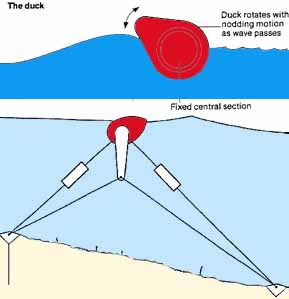 The duck
Duck rotates with
nodding motion
as wave passes
Fixed central section